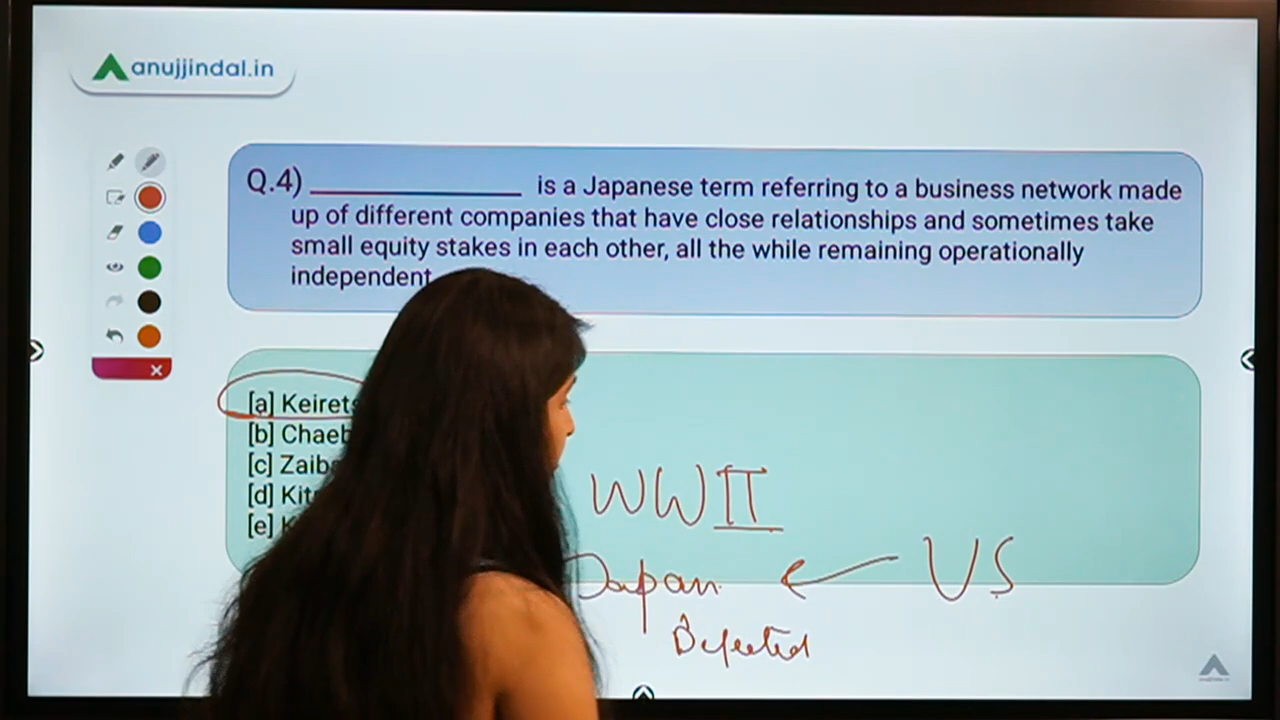 anujjindal.in
Q.4) ______________ is a Japanese term referring to a business network made
up of different companies that have close relationships and sometimes take
small equity stakes in each other, all the while remaining operationally
independent
[a] Keirets
[b] Chaeb
[c] Zaib
[d] Kit
[e] K
WWII
Japan US
Defeated